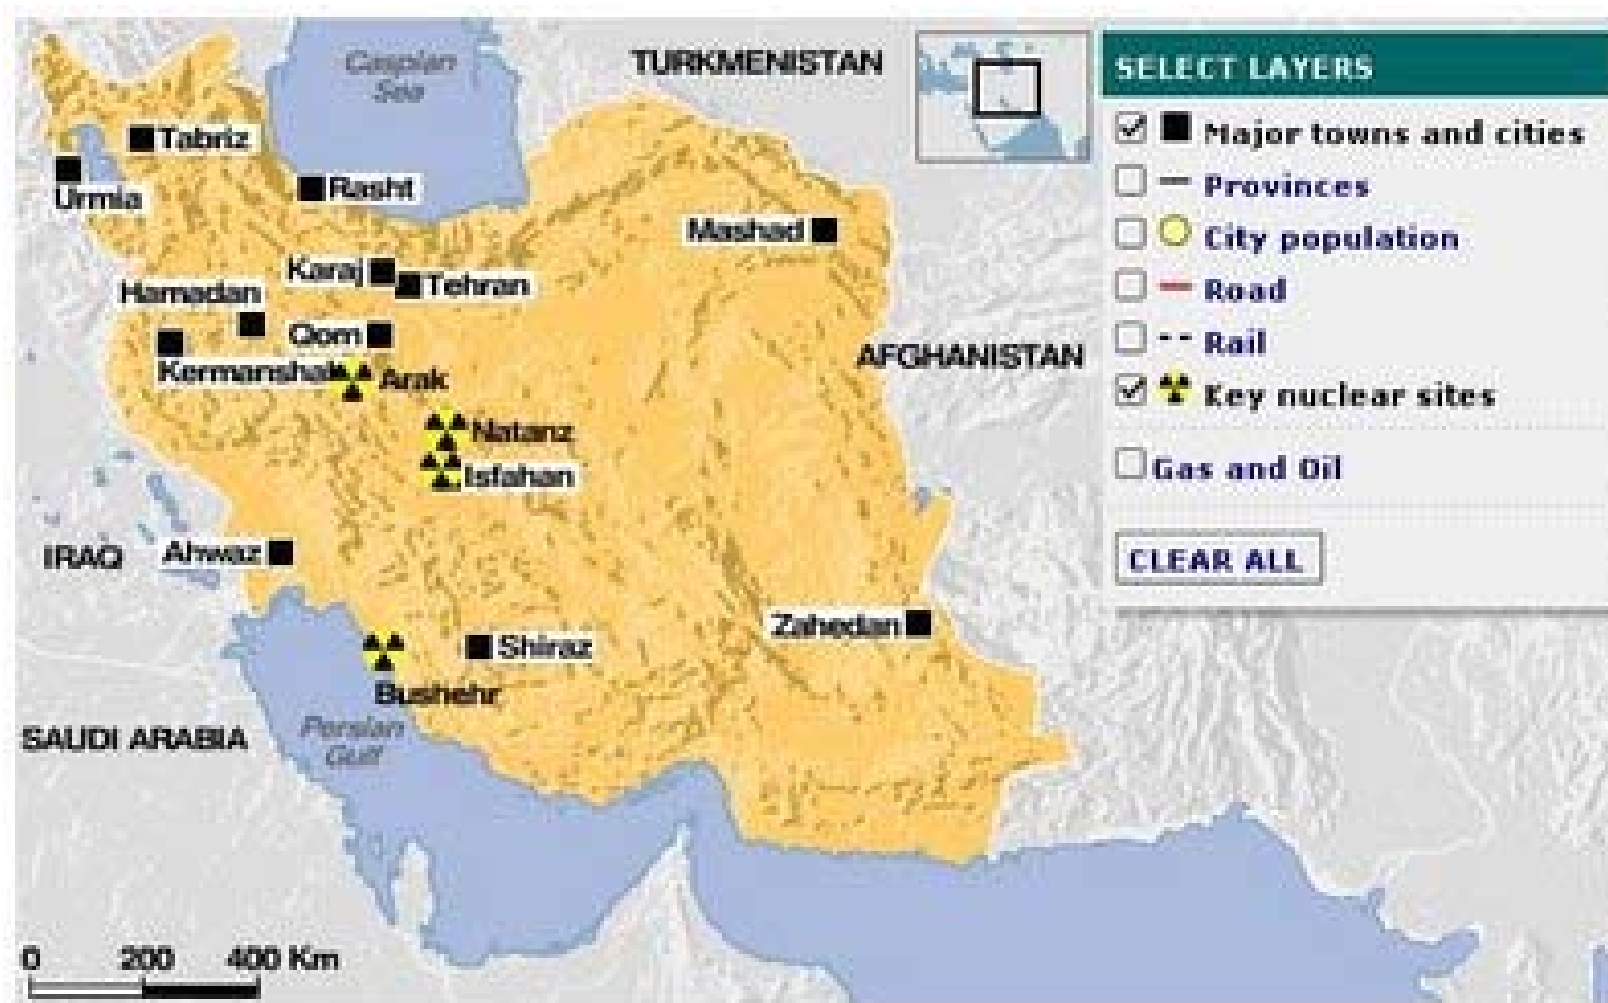 Caspian
Sea
TURKMENISTAN
Tabriz
Urmia
Rasht
Mashad
Karaj
Tehran
Hamadan
Qom
Kermanshah
Arak
AFGHANISTAN
Natanz
Isfahan
IRAQ
Ahwaz
Zahedan
Shiraz
Bushehr
SAUDI ARABIA
Persian
Gulf
0 200 400 Km
SELECT LAYERS
Major towns and cities
Provinces
City population
Road
Rail
Key nuclear sites
Gas and Oil
CLEAR ALL